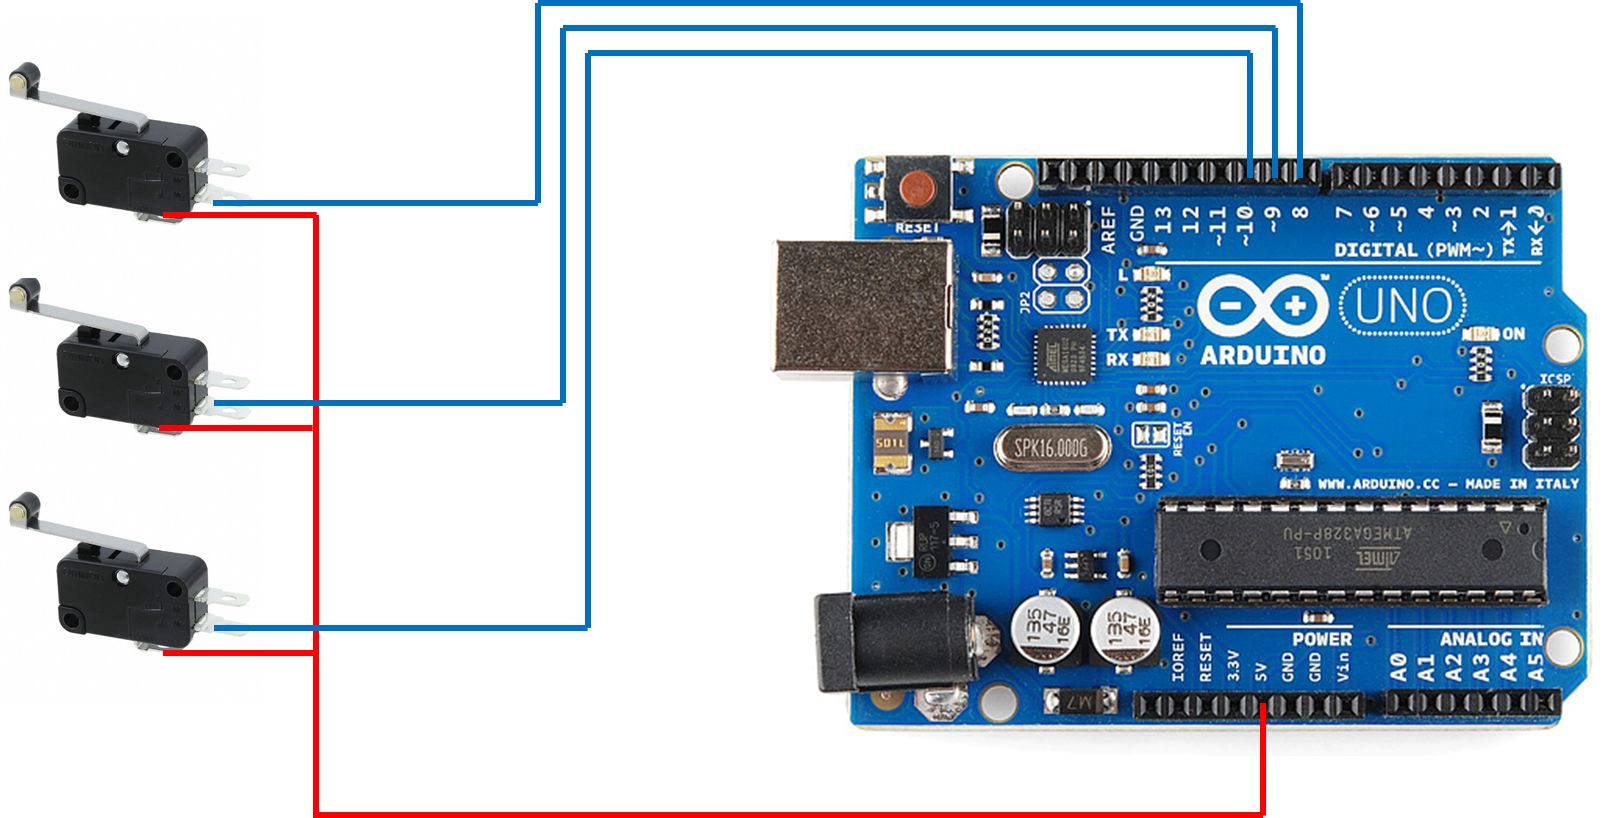 RESET
AREF
GND
13
12
~11
~10
~9
8
7
~6
~5
4
~3
2
TX→1
RX←0
DIGITAL (PWM~)
L
JP2
TX
RX
™
UNO
ARDUINO
ON
ICSP
RESET EN
501L
SPK16.000G
WWW.ARDUINO.CC – MADE IN ITALY
ATMEL
1051
ATMEGA328P-PU
117-5
135
47
16E
135
47
16E
M7
POWER
ANALOG IN
IOREF
RESET
3.3V
5V
GND
GND
Vin
A0
A1
A2
A3
A4
A5